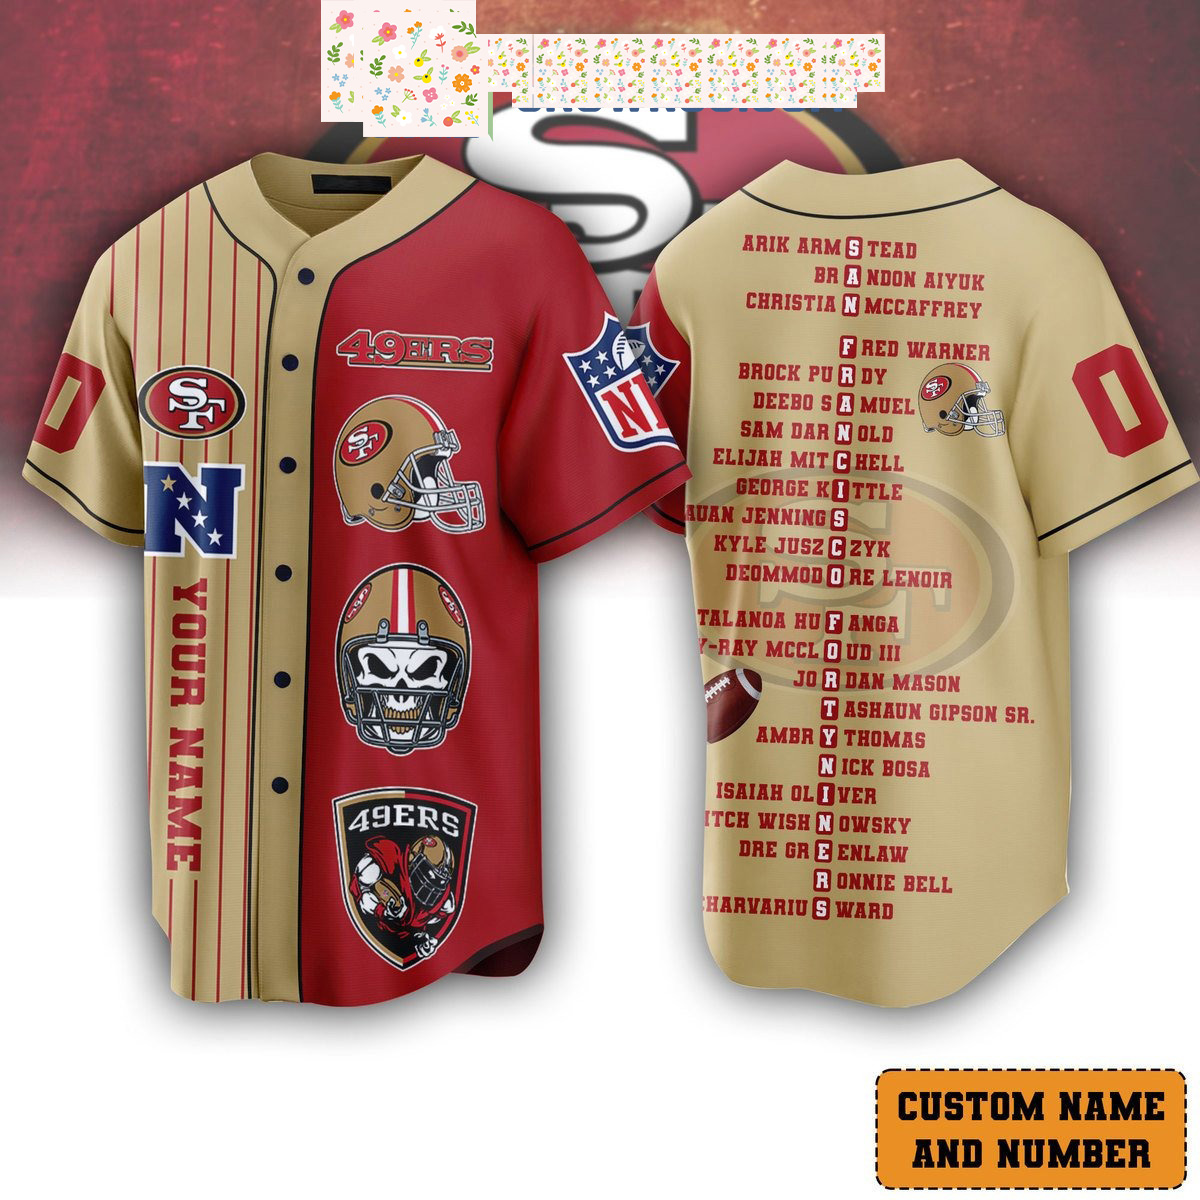 49ERS
SF
SF
NFL
0
N
YOUR NAME
49ERS
ARIK ARMSTEAD
BRANDON AIYUK
CHRISTIAN MCCAFFREY
FRED WARNER
BROCK PURDY
DEEBO SAMUEL
SAM DARNOLD
ELIJAH MITCHELL
GEORGE KITTLE
AUAN JENNINGS
KYLE JUSZCZYK
DEOMMODORE LENOIR
TALANOA HUFANGA
Y-RAY MCCLOUD III
JORDAN MASON
TASHAUN GIPSON SR.
AMBRY THOMAS
NICK BOSA
ISAIAH OLIVER
ITCH WISHNOWSKY
DRE GREENLAW
RONNIE BELL
CHARVARIUS WARD
0
CUSTOM NAME
AND NUMBER